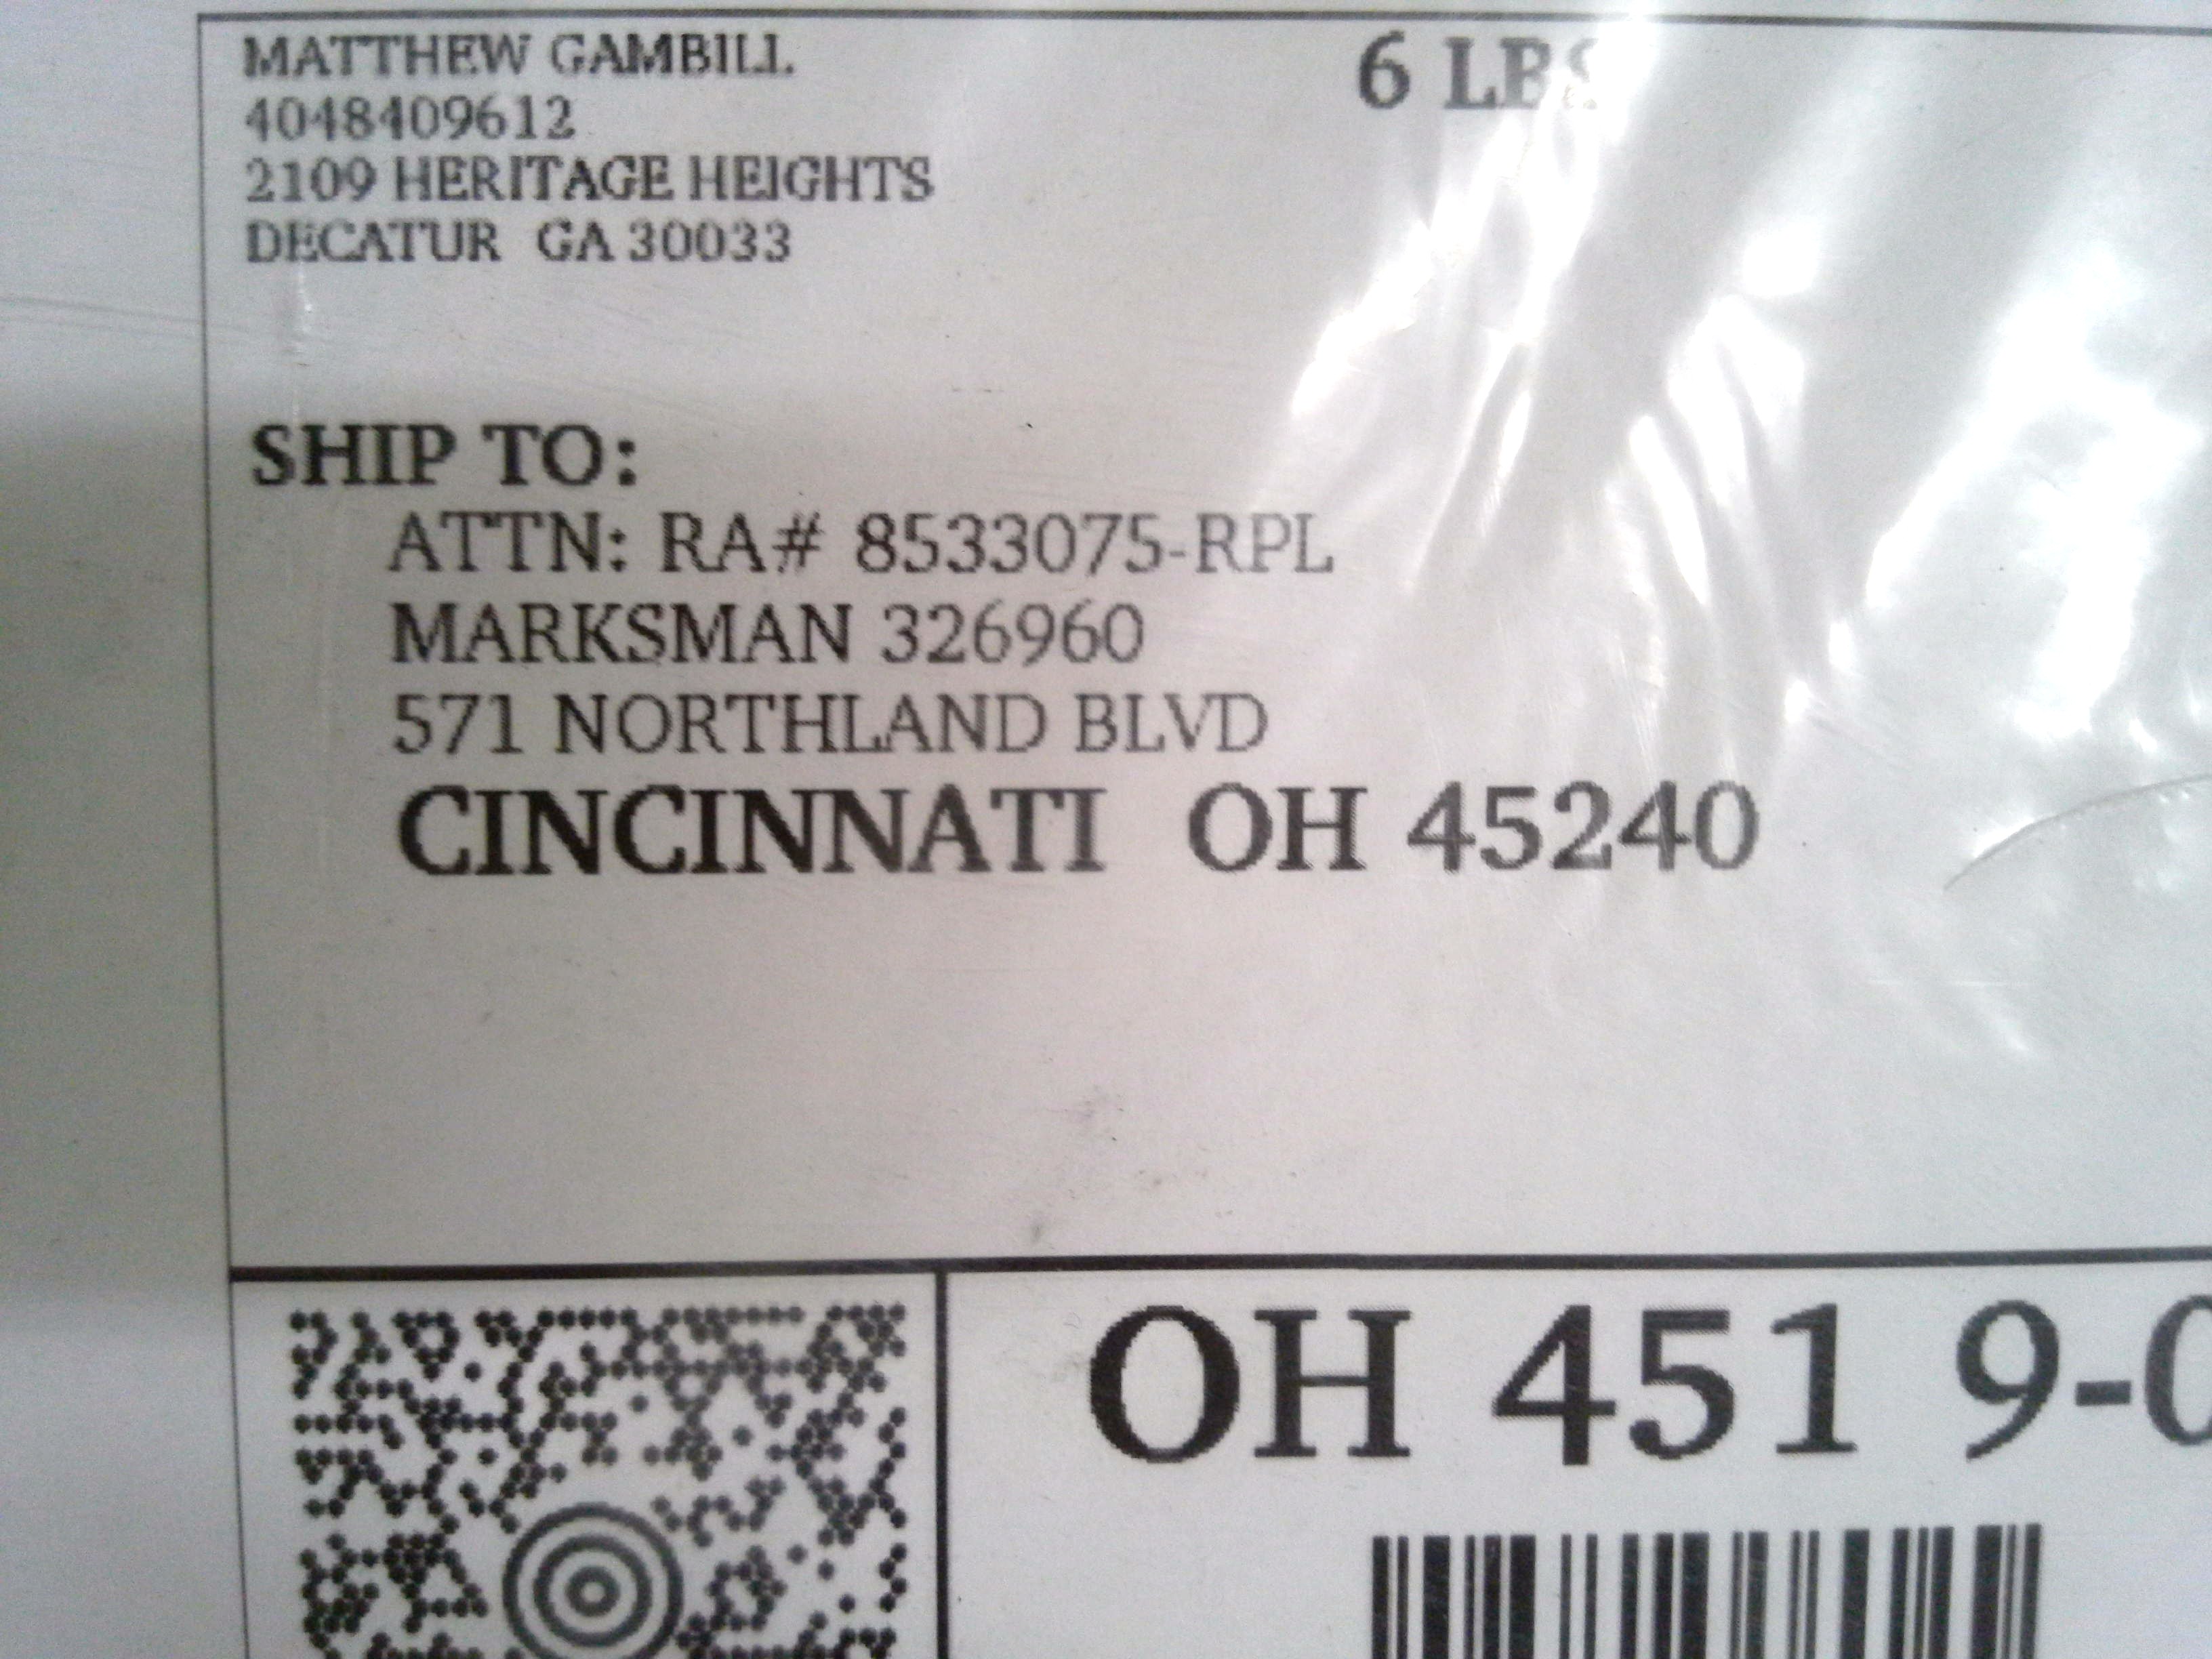 MATTHEW GAMBILL
4048409612
2109 HERITAGE HEIGHTS
DECATUR GA 30033
6 LBS
SHIP TO:
ATTN: RA# 8533075-RPL
MARKSMAN 326960
571 NORTHLAND BLVD
CINCINNATI OH 45240
OH 451 9-0